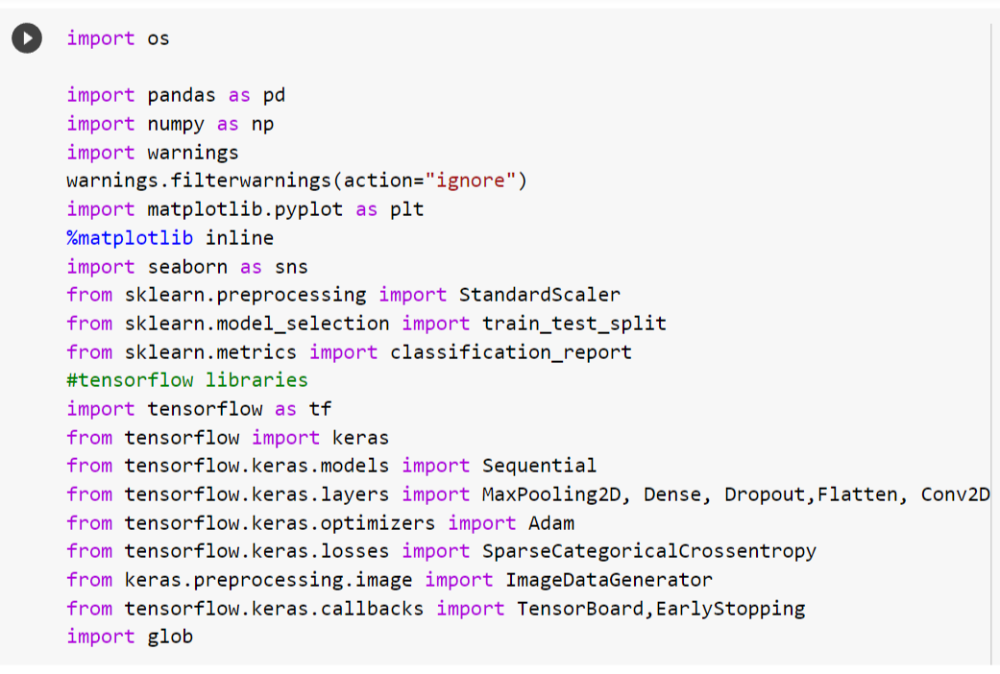 import os
import pandas as pd
import numpy as np
import warnings
warnings.filterwarnings(action="ignore")
import matplotlib.pyplot as plt
%matplotlib inline
import seaborn as sns
from sklearn.preprocessing import StandardScaler
from sklearn.model_selection import train_test_split
from sklearn.metrics import classification_report
#tensorflow libraries
import tensorflow as tf
from tensorflow import keras
from tensorflow.keras.models import Sequential
from tensorflow.keras.layers import MaxPooling2D, Dense, Dropout,Flatten, Conv2D
from tensorflow.keras.optimizers import Adam
from tensorflow.keras.losses import SparseCategoricalCrossentropy
from keras.preprocessing.image import ImageDataGenerator
from tensorflow.keras.callbacks import TensorBoard,EarlyStopping
import glob